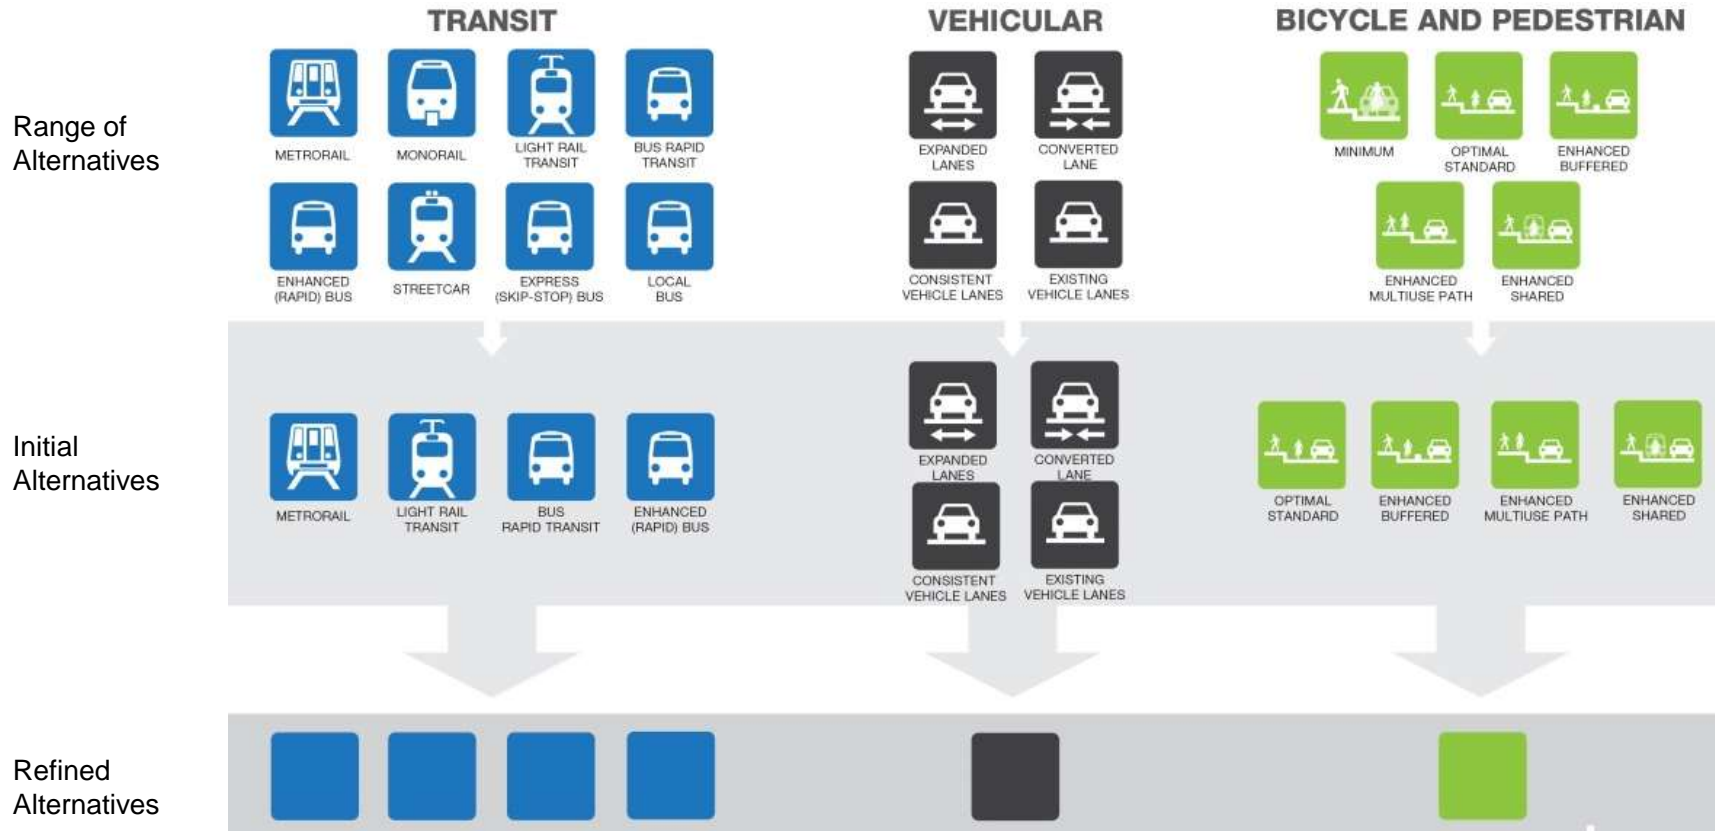 TRANSIT
VEHICULAR
BICYCLE AND PEDESTRIAN
Range of
Alternatives
METRORAIL
MONORAIL
LIGHT RAIL
TRANSIT
BUS RAPID
TRANSIT
ENHANCED
(RAPID) BUS
STREETCAR
EXPRESS
(SKIP-STOP) BUS
LOCAL
BUS
EXPANDED
LANES
CONVERTED
LANE
CONSISTENT
VEHICLE LANES
EXISTING
VEHICLE LANES
MINIMUM
OPTIMAL
STANDARD
ENHANCED
BUFFERED
ENHANCED
MULTIUSE PATH
ENHANCED
SHARED
Initial
Alternatives
METRORAIL
LIGHT RAIL
TRANSIT
BUS
RAPID TRANSIT
ENHANCED
(RAPID) BUS
EXPANDED
LANES
CONVERTED
LANE
CONSISTENT
VEHICLE LANES
EXISTING
VEHICLE LANES
OPTIMAL
STANDARD
ENHANCED
BUFFERED
ENHANCED
MULTIUSE PATH
ENHANCED
SHARED
Refined
Alternatives